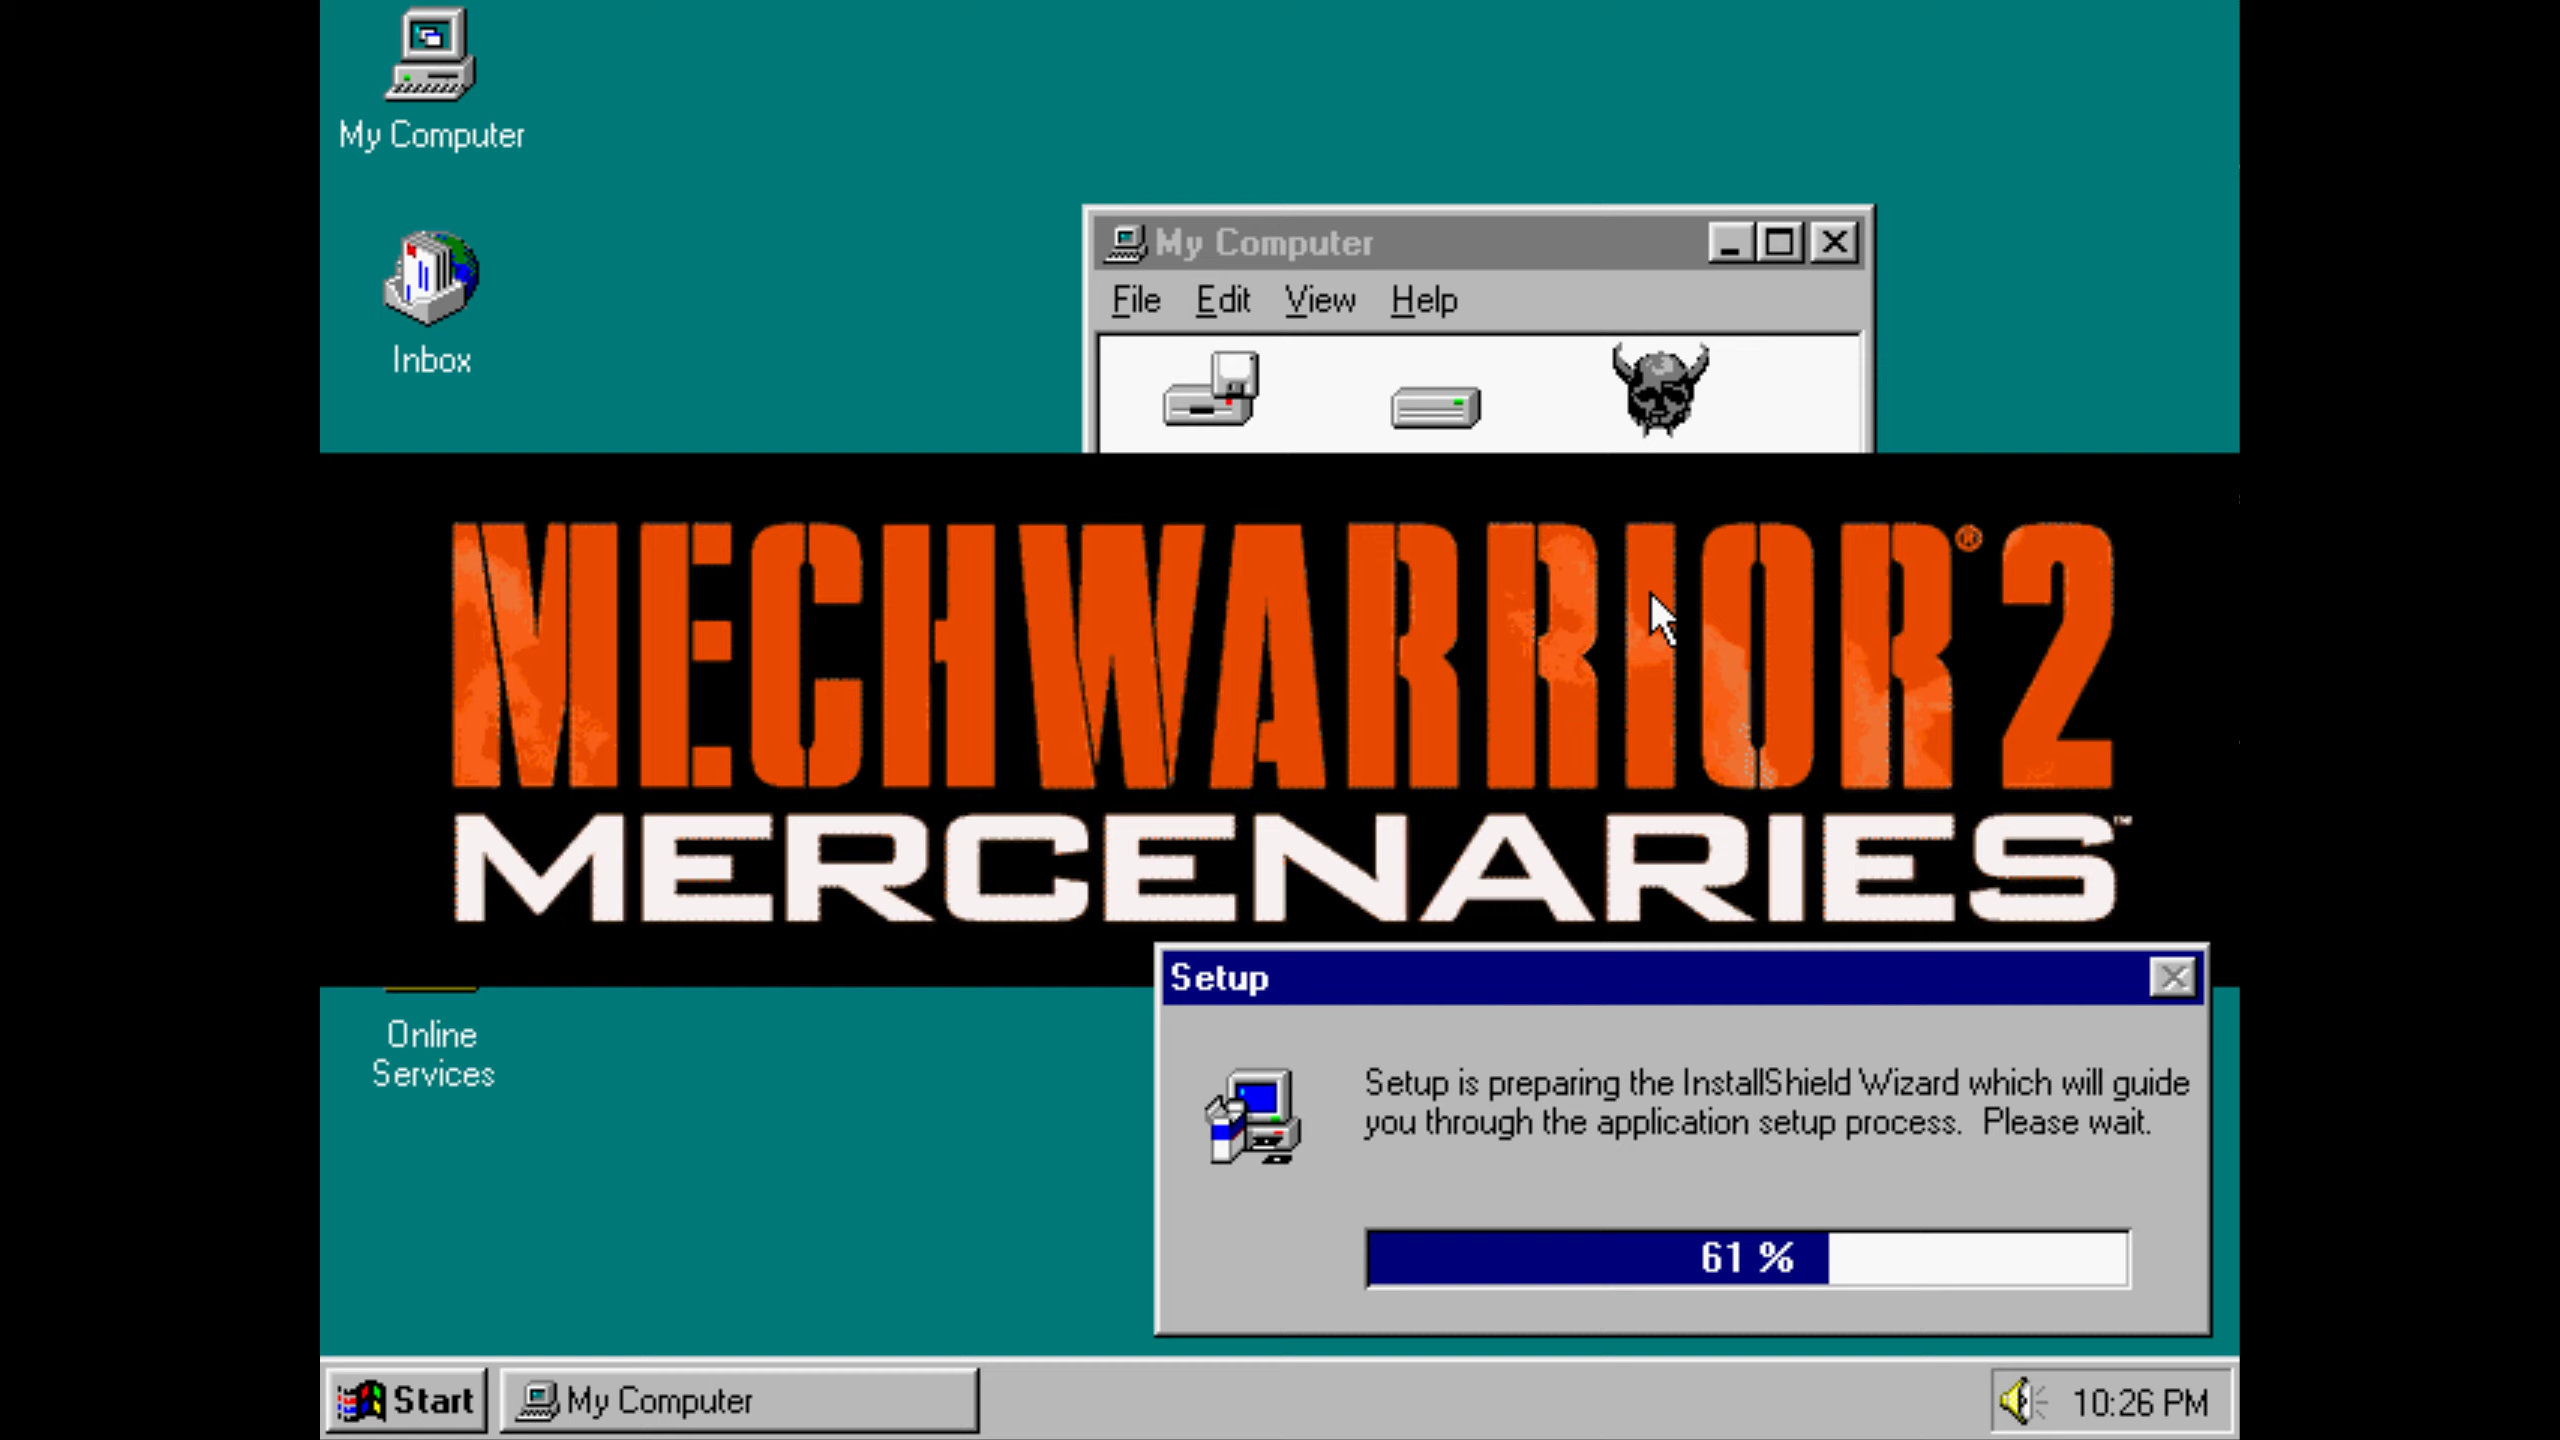 My Computer
Inbox
My Computer
File Edit View Help
MECHWARRIOR® 2
MERCENARIES™
Online
Services
Setup
Setup is preparing the InstallShield Wizard which will guide
you through the application setup process.  Please wait.
61 %
Start
My Computer
10:26 PM